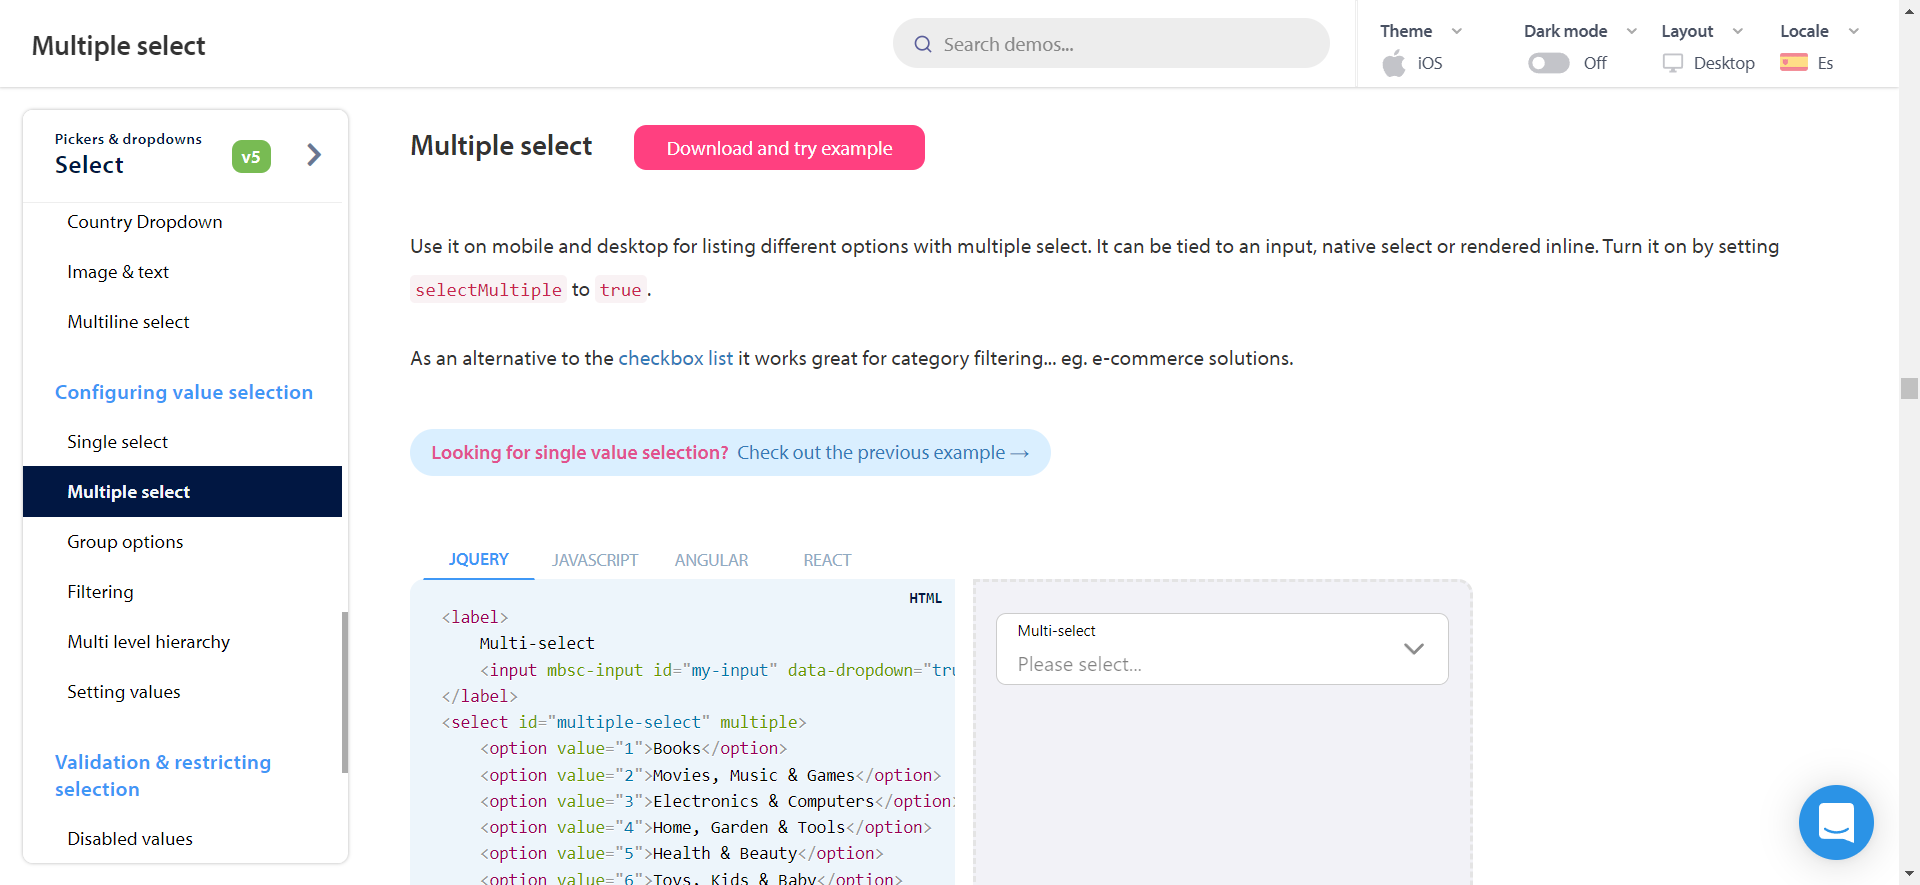 Multiple select
Search demos...
Theme
iOS
Dark mode
Off
Layout
Desktop
Locale
Es
Pickers & dropdowns
Select
v5
Country Dropdown
Image & text
Multiline select
Configuring value selection
Single select
Multiple select
Group options
Filtering
Multi level hierarchy
Setting values
Validation & restricting
selection
Disabled values
Multiple select
Download and try example
Use it on mobile and desktop for listing different options with multiple select. It can be tied to an input, native select or rendered inline. Turn it on by setting
selectMultiple to true.
As an alternative to the checkbox list it works great for category filtering... eg. e-commerce solutions.
Looking for single value selection? Check out the previous example →
JQUERY JAVASCRIPT ANGULAR REACT
HTML
<label>
Multi-select
<input mbsc-input id="my-input" data-dropdown="tru
</label>
<select id="multiple-select" multiple>
<option value="1">Books</option>
<option value="2">Movies, Music & Games</option>
<option value="3">Electronics & Computers</option>
<option value="4">Home, Garden & Tools</option>
<option value="5">Health & Beauty</option>
<option value="6">Toys, Kids & Baby</option>
Multi-select
Please select...